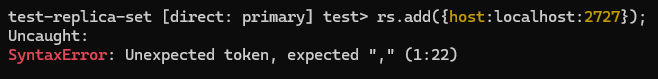 test-replica-set [direct: primary] test> rs.add({host:localhost:2727});
Uncaught:
SyntaxError: Unexpected token, expected "," (1:22)